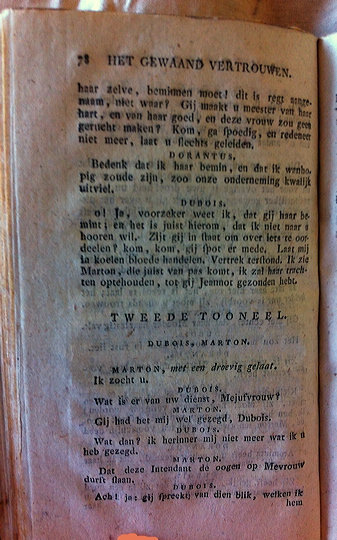 78 HET GEWAAND VERTROUWEN.
haar zelve, beminnen moet! dit is regt aange-
naam, niet waar? Gij maakt u meester van haar
hart, en van haar goed, en deze vrouw zou geen
gerucht maken? Kom, ga spoedig, en redeneer
niet meer, laat u slechts geleiden.
DORANTUS.
Bedenk dat ik haar bemin, en dat ik wanho-
pig zoude zijn, zoo onze onderneming kwalijk
uitviel.
DUBOIS.
o! Ja, voorzeker weet ik, dat gij haar be-
mint; en het is juist hierom, dat ik niet naar u
hooren wil. Zijt gij in staat om over iets te oor-
deelen? kom, kom, gij spot er mede. Laat mij
in koelen bloede handelen. Vertrek terstond. Ik zie
Marton, die juist van pas komt, ik zal haar trach-
ten optehouden, tot gij Jeannot gezonden hebt.
TWEEDE TOONEEL.
DUBOIS, MARTON.
MARTON, met een droevig gelaat.
Ik zocht u.
DUBOIS.
Wat is er van uw dienst, Mejufvrouw?
MARTON.
Gij had het mij wel gezegd, Dubois.
DUBOIS.
Wat dan? ik herinner mij niet meer wat ik u
heb gezegd.
MARTON.
Dat deze Intendant de oogen op Mevrouw
durft slaan.
DUBOIS.
Ach! ja: gij spreekt van dien blik, welken ik
hem